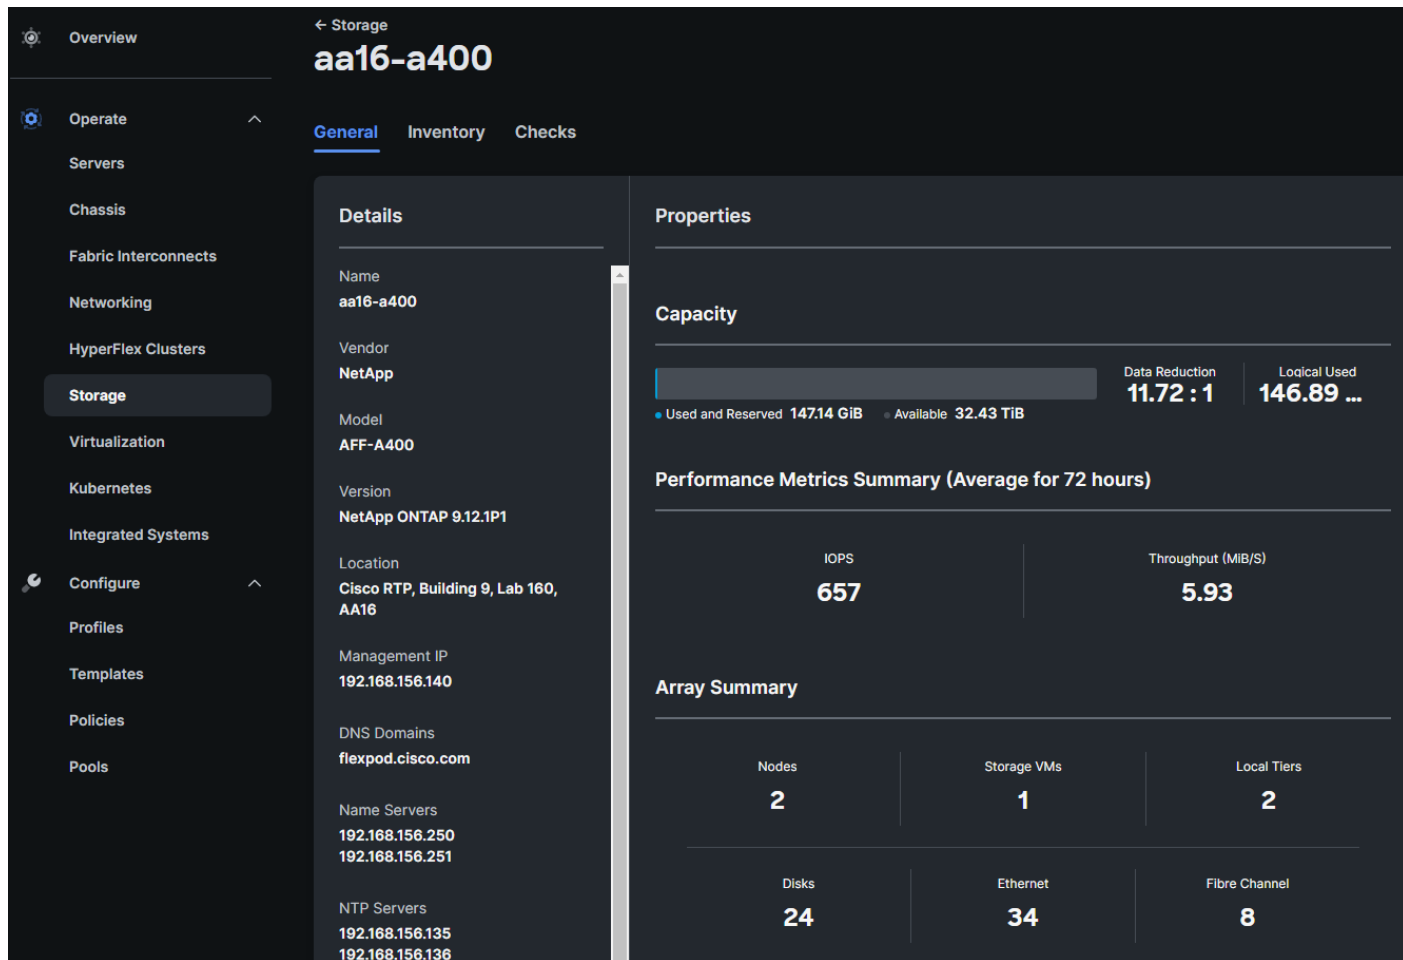 Overview
Operate
Servers
Chassis
Fabric Interconnects
Networking
HyperFlex Clusters
Storage
Virtualization
Kubernetes
Integrated Systems
Configure
Profiles
Templates
Policies
Pools
← Storage
aa16-a400
General Inventory Checks
Details
Name
aa16-a400
Vendor
NetApp
Model
AFF-A400
Version
NetApp ONTAP 9.12.1P1
Location
Cisco RTP, Building 9, Lab 160,
AA16
Management IP
192.168.156.140
DNS Domains
flexpod.cisco.com
Name Servers
192.168.156.250
192.168.156.251
NTP Servers
192.168.156.135
192.168.156.136
Properties
Capacity
Data Reduction Logical Used
11.72 : 1 146.89 ...
Used and Reserved 147.14 GiB Available 32.43 TiB
Performance Metrics Summary (Average for 72 hours)
IOPS Throughput (MiB/S)
657 5.93
Array Summary
Nodes Storage VMs Local Tiers
2 1 2
Disks Ethernet Fibre Channel
24 34 8